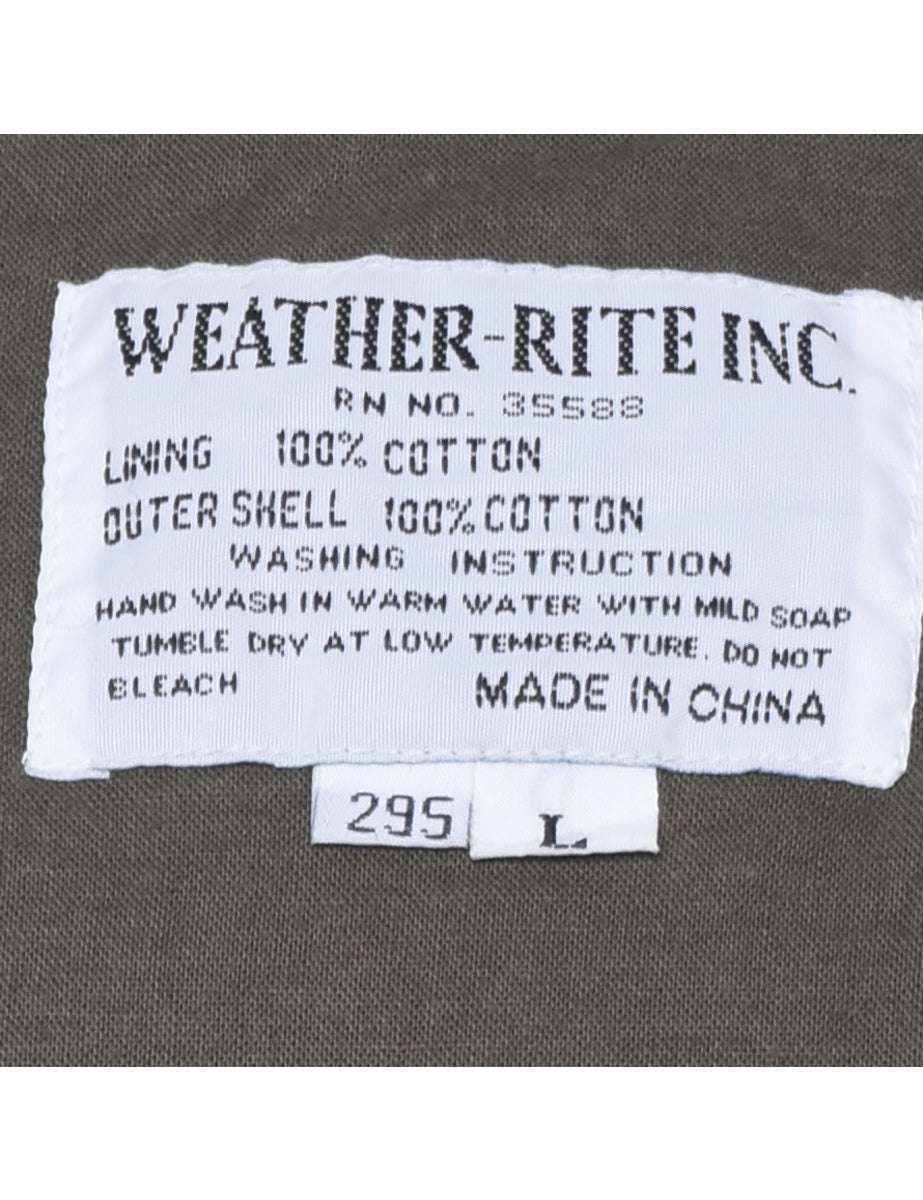 WEATHER-RITE INC.
RN NO. 35588
LINING 100% COTTON
OUTER SHELL 100% COTTON
WASHING INSTRUCTION
HAND WASH IN WARM WATER WITH MILD SOAP
TUMBLE DRY AT LOW TEMPERATURE. DO NOT
BLEACH MADE IN CHINA
295 L